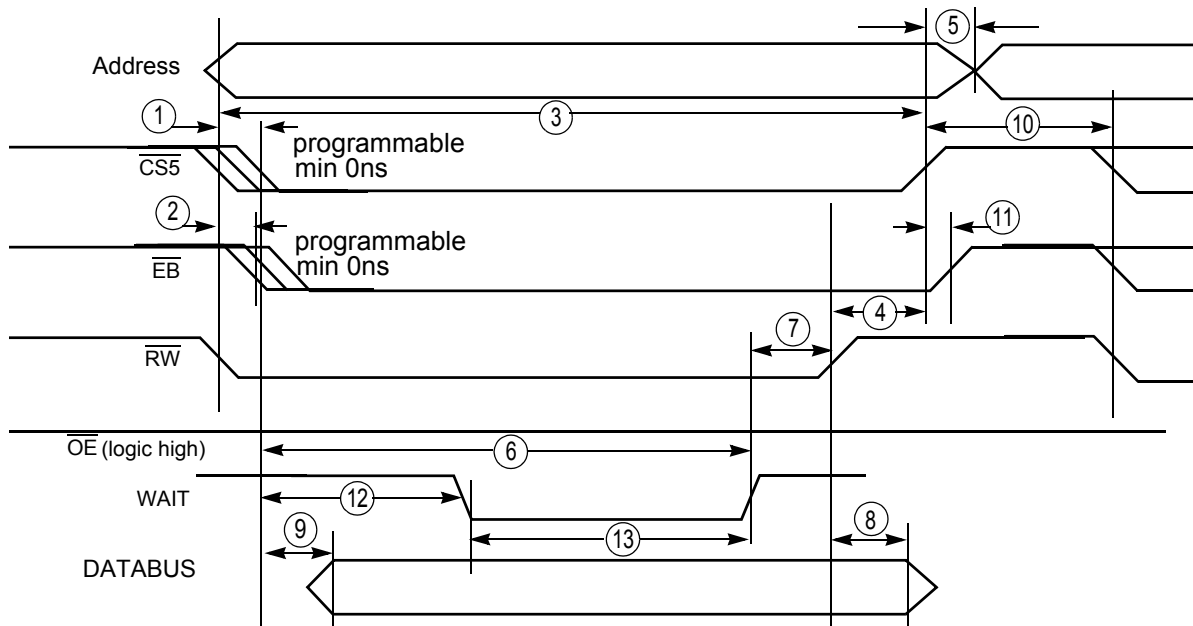 5
Address
1
3
10
programmable
min 0ns
CS5
2
11
programmable
min 0ns
EB
4
7
RW
OE (logic high)
6
WAIT
12
13
8
9
DATABUS